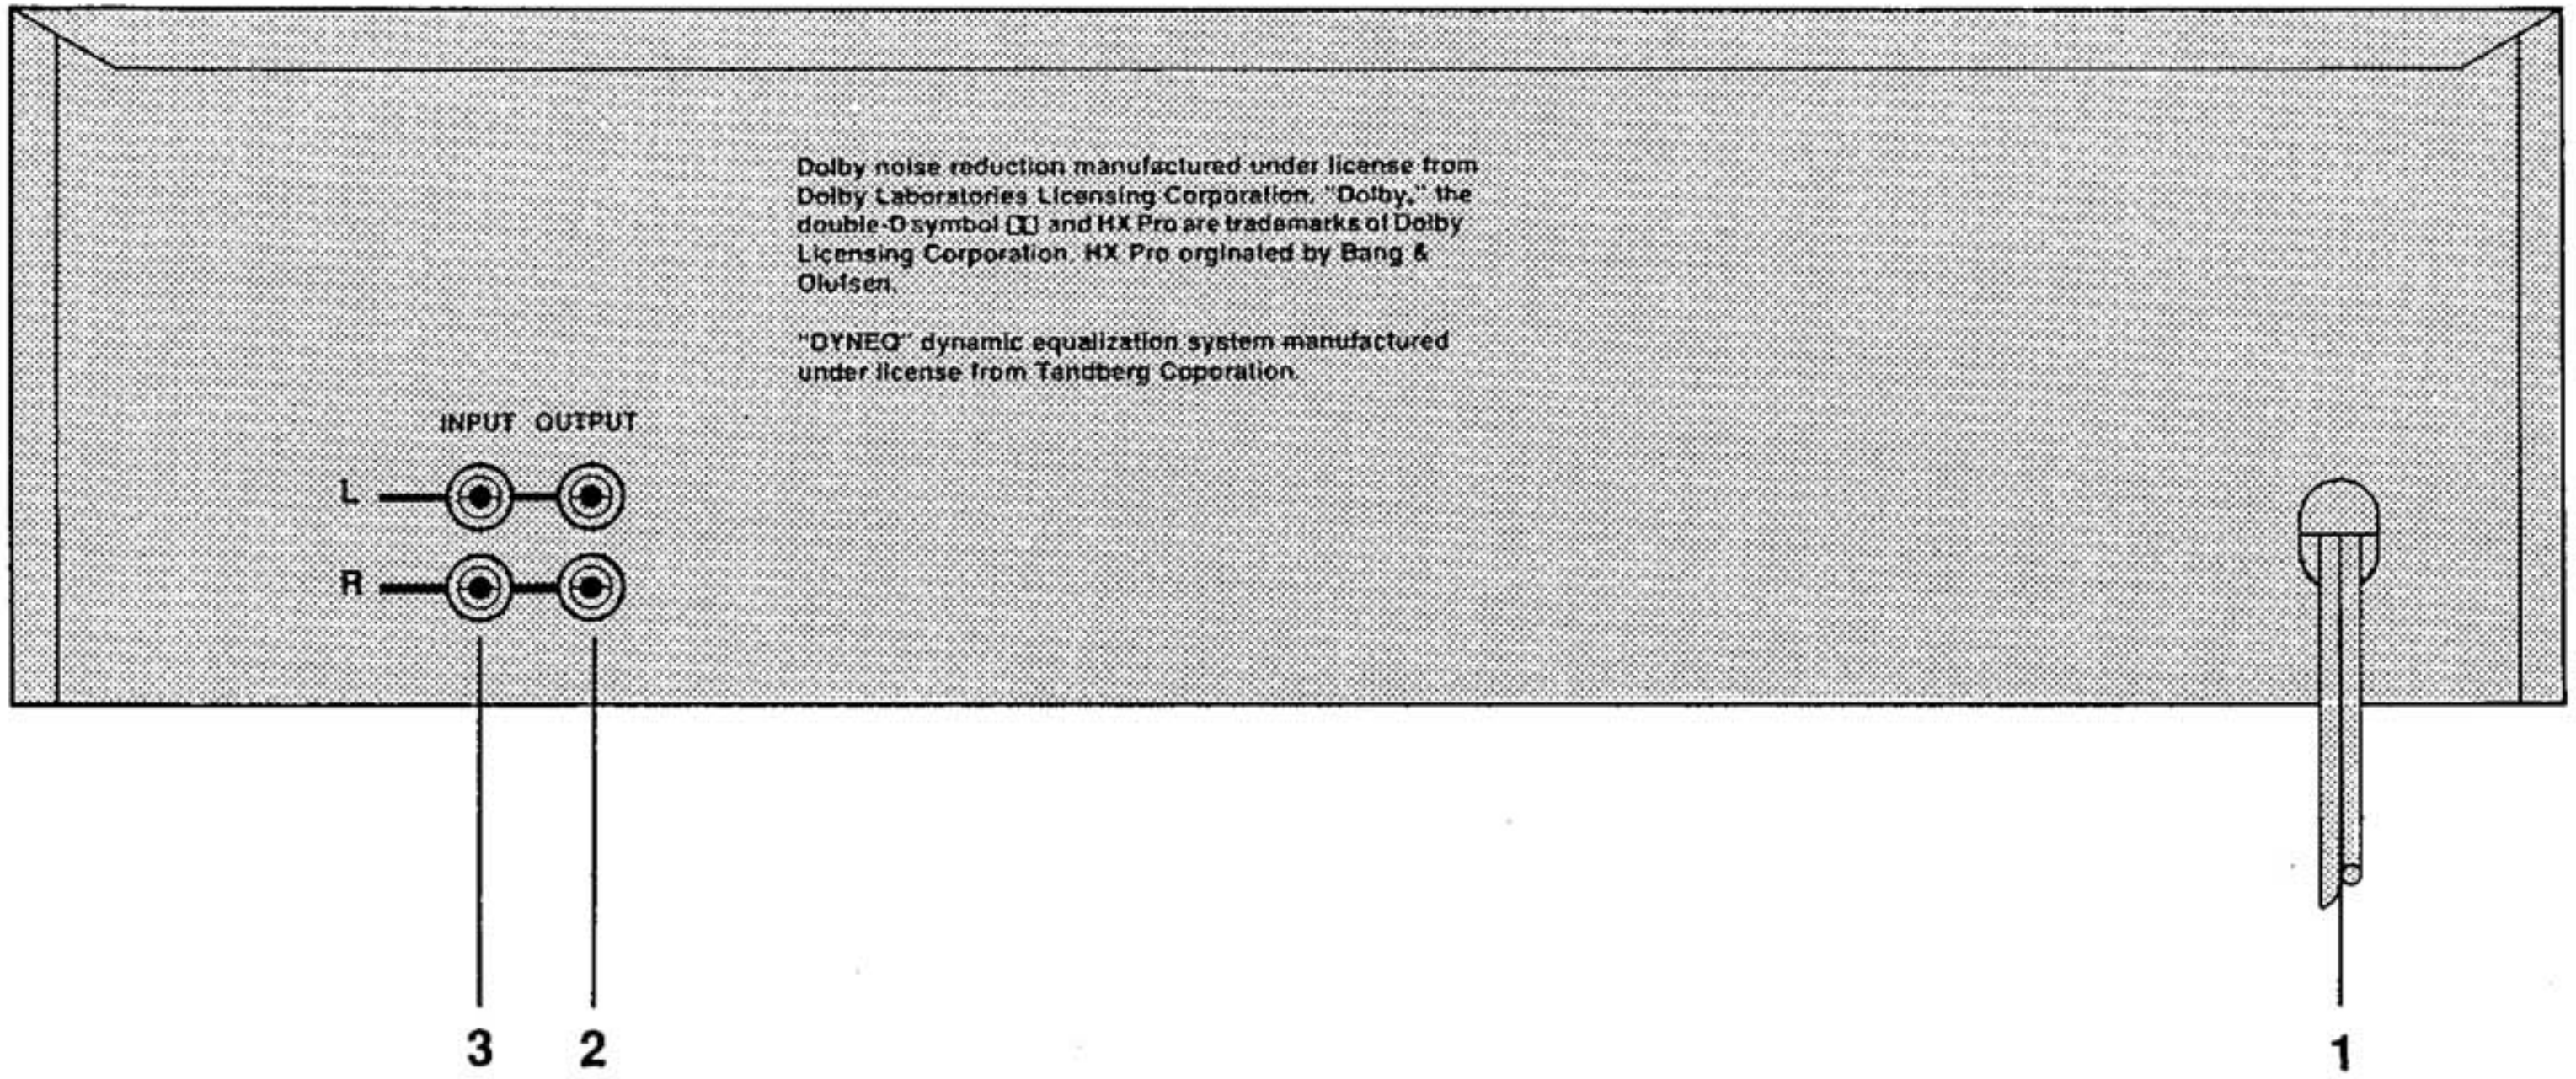 Dolby noise reduction manufactured under license from
Dolby Laboratories Licensing Corporation. "Dolby," the
double-D symbol and HX Pro are trademarks of Dolby
Licensing Corporation. HX Pro orginated by Bang &
Olufsen.
"DYNEQ" dynamic equalization system manufactured
under license from Tandberg Coporation.
INPUT OUTPUT
L
R
3 2 1